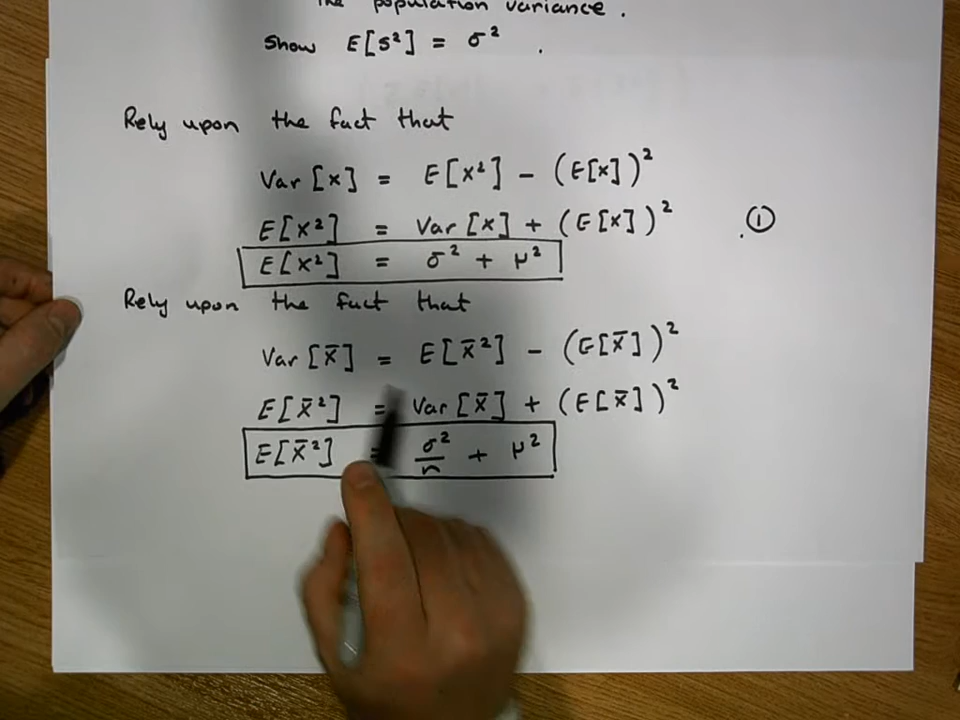 the population variance.
Show E[S²] = σ².
Rely upon the fact that
Var[X] = E[X²] - (E[X])²
E[X²] = Var[X] + (E[X])² ①
E[X²] = σ² + μ²
Rely upon the fact that
Var[X̄] = E[X̄²] - (E[X̄])²
E[X̄²] = Var[X̄] + (E[X̄])²
E[X̄²] = σ²/n + μ²